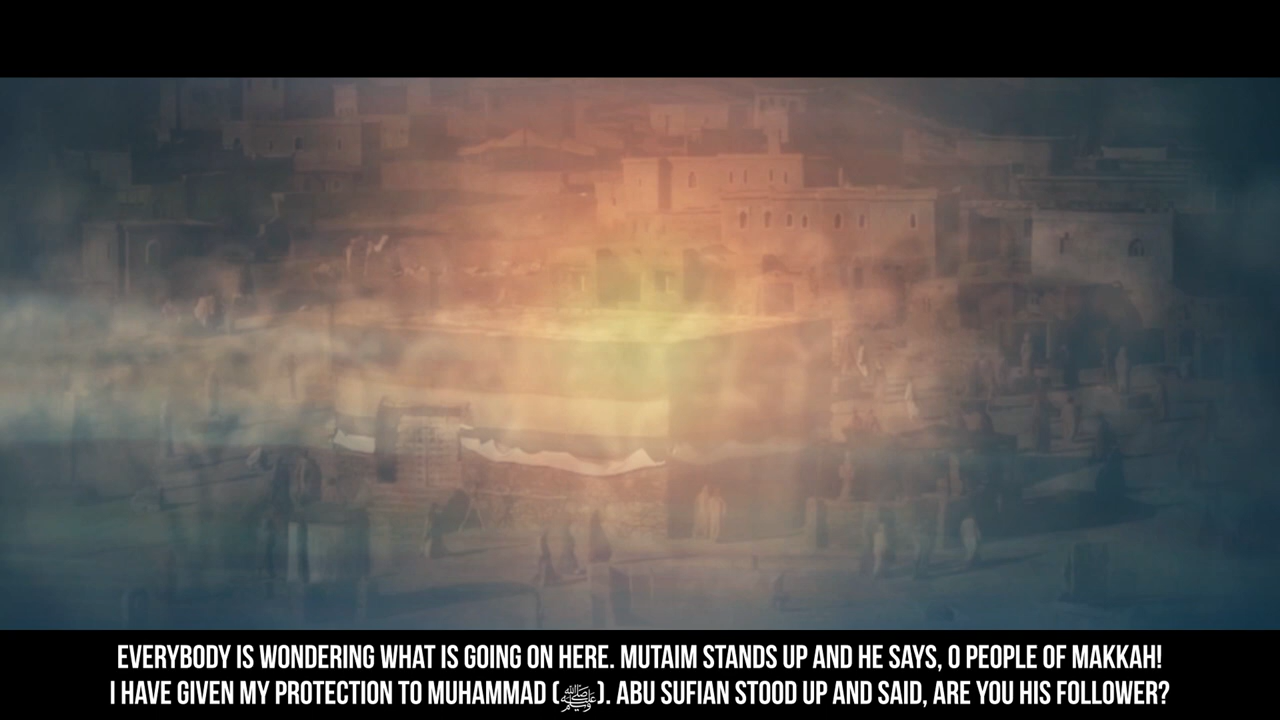 EVERYBODY IS WONDERING WHAT IS GOING ON HERE. MUTAIM STANDS UP AND HE SAYS, O PEOPLE OF MAKKAH!
I HAVE GIVEN MY PROTECTION TO MUHAMMAD (ﷺ). ABU SUFIAN STOOD UP AND SAID, ARE YOU HIS FOLLOWER?